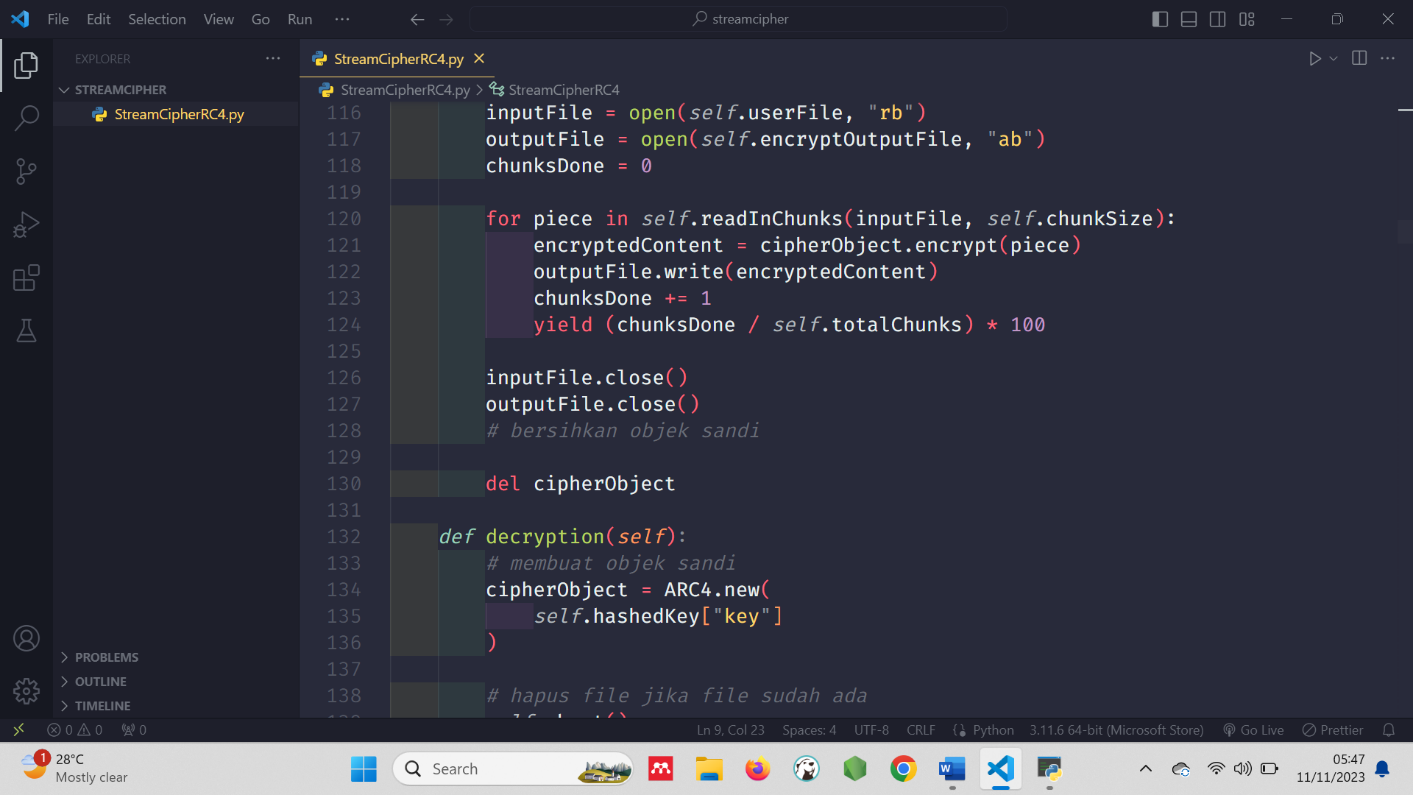 File Edit Selection View Go Run ··· streamcipher
EXPLORER ···
STREAMCIPHER
StreamCipherRC4.py
StreamCipherRC4.py
StreamCipherRC4.py > StreamCipherRC4
116 inputFile = open(self.userFile, "rb")
117 outputFile = open(self.encryptOutputFile, "ab")
118 chunksDone = 0
119
120 for piece in self.readInChunks(inputFile, self.chunkSize):
121 encryptedContent = cipherObject.encrypt(piece)
122 outputFile.write(encryptedContent)
123 chunksDone += 1
124 yield (chunksDone / self.totalChunks) * 100
125
126 inputFile.close()
127 outputFile.close()
128 # bersihkan objek sandi
129
130 del cipherObject
131
132 def decryption(self):
133 # membuat objek sandi
134 cipherObject = ARC4.new(
135 self.hashedKey["key"]
136 )
137
138 # hapus file jika file sudah ada
PROBLEMS
OUTLINE
TIMELINE
0 0 0 Ln 9, Col 23 Spaces: 4 UTF-8 CRLF Python 3.11.6 64-bit (Microsoft Store) Go Live Prettier
1 28°C
Mostly clear
Search
W
05:47
11/11/2023